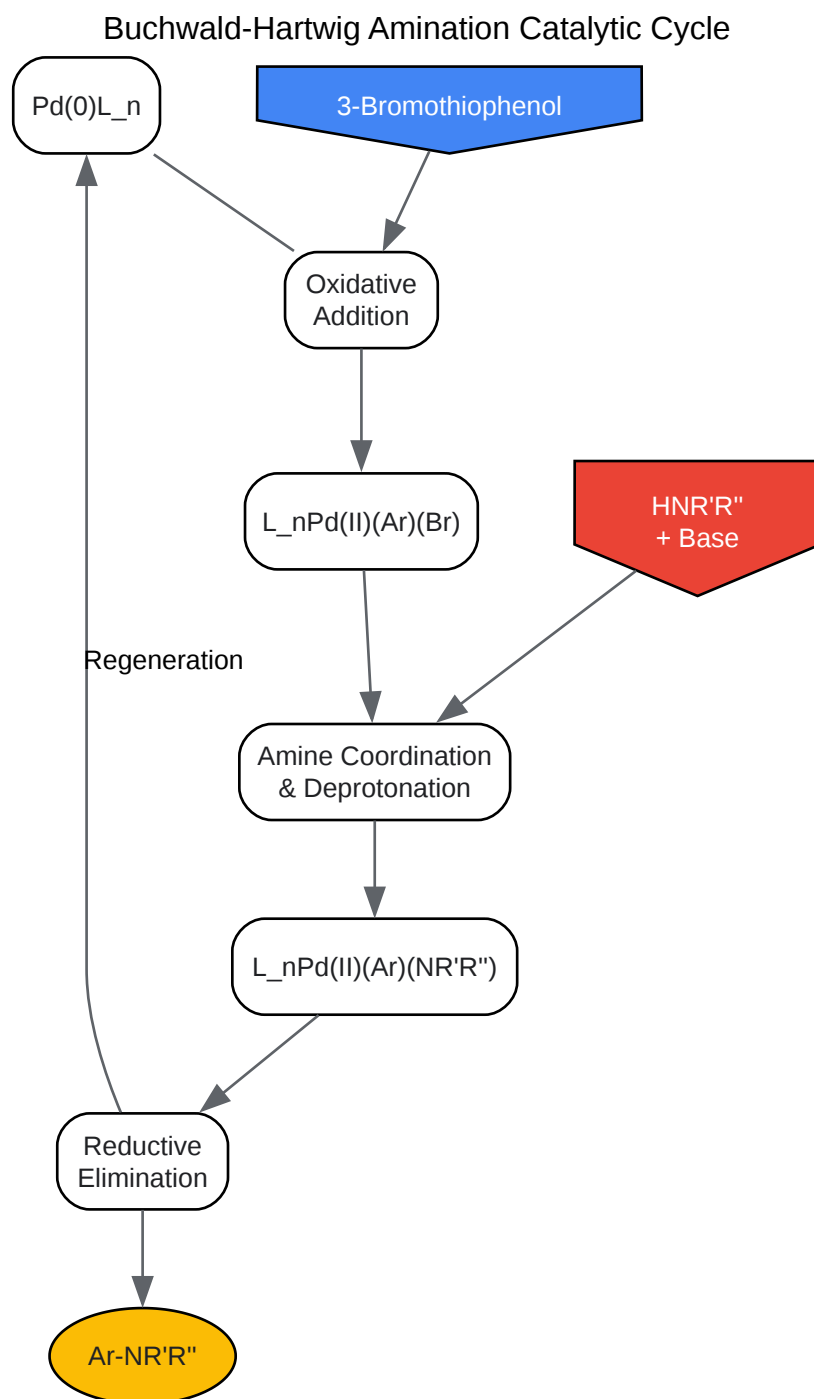 Buchwald-Hartwig Amination Catalytic Cycle
Pd(0)L_n
3-Bromothiophenol
Oxidative
Addition
L_nPd(II)(Ar)(Br)
HNR'R"
+ Base
Regeneration
Amine Coordination
& Deprotonation
L_nPd(II)(Ar)(NR'R")
Reductive
Elimination
Ar-NR'R"